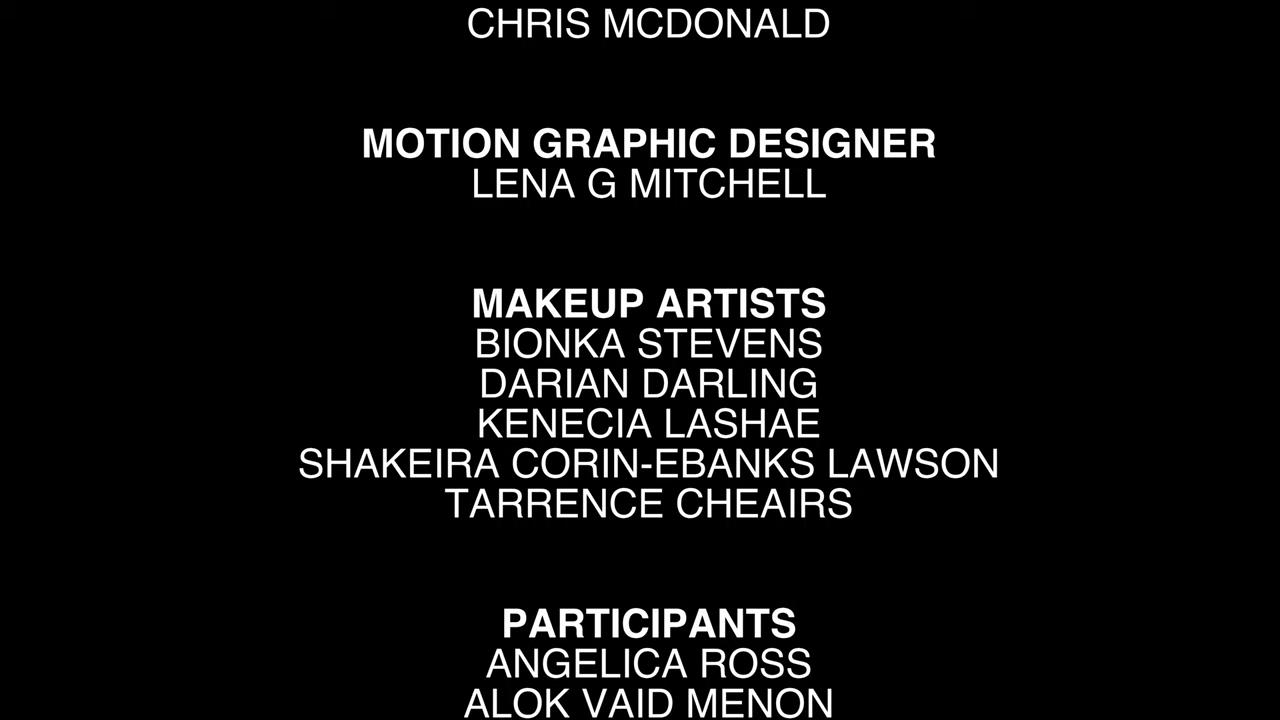 CHRIS MCDONALD
MOTION GRAPHIC DESIGNER
LENA G MITCHELL
MAKEUP ARTISTS
BIONKA STEVENS
DARIAN DARLING
KENECIA LASHAE
SHAKEIRA CORIN-EBANKS LAWSON
TARRENCE CHEAIRS
PARTICIPANTS
ANGELICA ROSS
ALOK VAID MENON